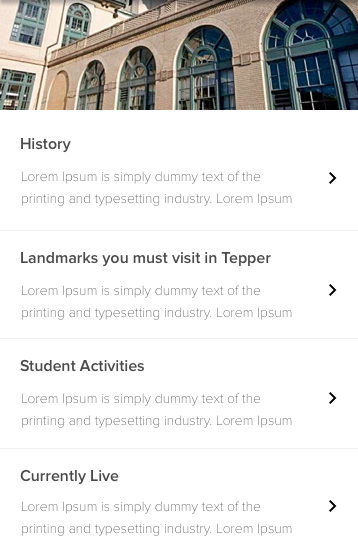 History
Lorem Ipsum is simply dummy text of the
printing and typesetting industry. Lorem Ipsum
Landmarks you must visit in Tepper
Lorem Ipsum is simply dummy text of the
printing and typesetting industry. Lorem Ipsum
Student Activities
Lorem Ipsum is simply dummy text of the
printing and typesetting industry. Lorem Ipsum
Currently Live
Lorem Ipsum is simply dummy text of the
printing and typesetting industry. Lorem Ipsum